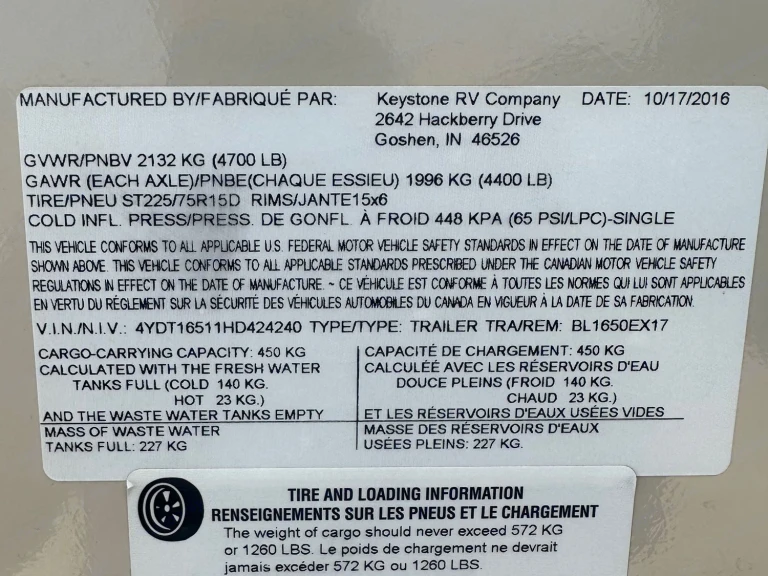 MANUFACTURED BY/FABRIQUÉ PAR: Keystone RV Company DATE: 10/17/2016
2642 Hackberry Drive
Goshen, IN 46526
GVWR/PNBV 2132 KG (4700 LB)
GAWR (EACH AXLE)/PNBE(CHAQUE ESSIEU) 1996 KG (4400 LB)
TIRE/PNEU ST225/75R15D RIMS/JANTE15x6
COLD INFL. PRESS/PRESS. DE GONFL. À FROID 448 KPA (65 PSI/LPC)-SINGLE
THIS VEHICLE CONFORMS TO ALL APPLICABLE U.S. FEDERAL MOTOR VEHICLE SAFETY STANDARDS IN EFFECT ON THE DATE OF MANUFACTURE
SHOWN ABOVE. THIS VEHICLE CONFORMS TO ALL APPLICABLE STANDARDS PRESCRIBED UNDER THE CANADIAN MOTOR VEHICLE SAFETY
REGULATIONS IN EFFECT ON THE DATE OF MANUFACTURE. ~ CE VÉHICULE EST CONFORME À TOUTES LES NORMES QUI LUI SONT APPLICABLES
EN VERTU DU RÉGLEMENT SUR LA SÉCURITÉ DES VÉHICULES AUTOMOBILES DU CANADA EN VIGUEUR À LA DATE DE SA FABRICATION.
V.I.N./N.I.V.: 4YDT16511HD424240 TYPE/TYPE: TRAILER TRA/REM: BL1650EX17
CARGO-CARRYING CAPACITY: 450 KG
CALCULATED WITH THE FRESH WATER
TANKS FULL (COLD 140 KG.
HOT 23 KG.)
AND THE WASTE WATER TANKS EMPTY
MASS OF WASTE WATER
TANKS FULL: 227 KG
CAPACITÉ DE CHARGEMENT: 450 KG
CALCULÉE AVEC LES RÉSERVOIRS D'EAU
DOUCE PLEINS (FROID 140 KG.
CHAUD 23 KG.)
ET LES RÉSERVOIRS D'EAUX USÉES VIDES
MASSE DES RÉSERVOIRS D'EAUX
USÉES PLEINS: 227 KG.
TIRE AND LOADING INFORMATION
RENSEIGNEMENTS SUR LES PNEUS ET LE CHARGEMENT
The weight of cargo should never exceed 572 KG
or 1260 LBS. Le poids de chargement ne devrait
jamais excéder 572 KG ou 1260 LBS.